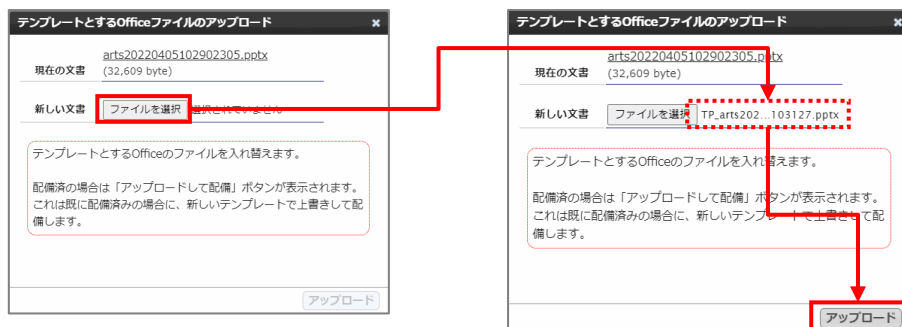 テンプレートとするOfficeファイルのアップロード ×
arts20220405102902305.pptx
現在の文書 (32,609 byte)
新しい文書 ファイルを選択 選択されていません
テンプレートとするOfficeのファイルを入れ替えます。
配備済の場合は「アップロードして配備」ボタンが表示されます。
これは既に配備済みの場合に、新しいテンプレートで上書きして配
備します。
アップロード
テンプレートとするOfficeファイルのアップロード ×
arts20220405102902305.pptx
現在の文書 (32,609 byte)
新しい文書 ファイルを選択 TP_arts202...103127.pptx
テンプレートとするOfficeのファイルを入れ替えます。
配備済の場合は「アップロードして配備」ボタンが表示されます。
これは既に配備済みの場合に、新しいテンプレートで上書きして配
備します。
アップロード